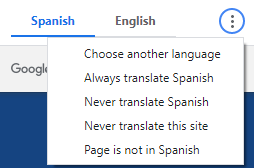 Spanish English
Choose another language
Always translate Spanish
Google
Never translate Spanish
Never translate this site
Page is not in Spanish